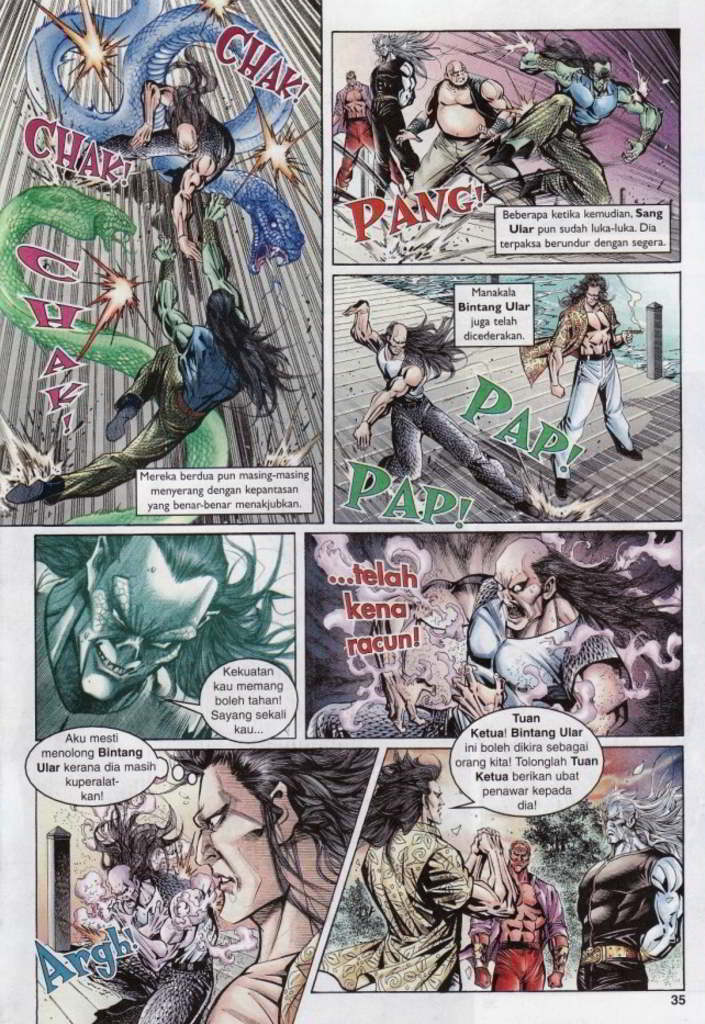 CHAK!
CHAK!
CHAK!
Mereka berdua pun masing-masing
menyerang dengan kepantasan
yang benar-benar menakjubkan.
PANG!
Beberapa ketika kemudian, Sang
Ular pun sudah luka-luka. Dia
terpaksa berundur dengan segera.
Manakala
Bintang Ular
juga telah
dicederakan.
PAP!
PAP!
Kekuatan
kau memang
boleh tahan!
Sayang sekali
kau...
...telah
kena
racun!
Aku mesti
menolong Bintang
Ular kerana dia masih
kuperalat-
kan!
Argh!
Tuan
Ketua! Bintang Ular
ini boleh dikira sebagai
orang kita! Tolonglah Tuan
Ketua berikan ubat
penawar kepada
dia!
35